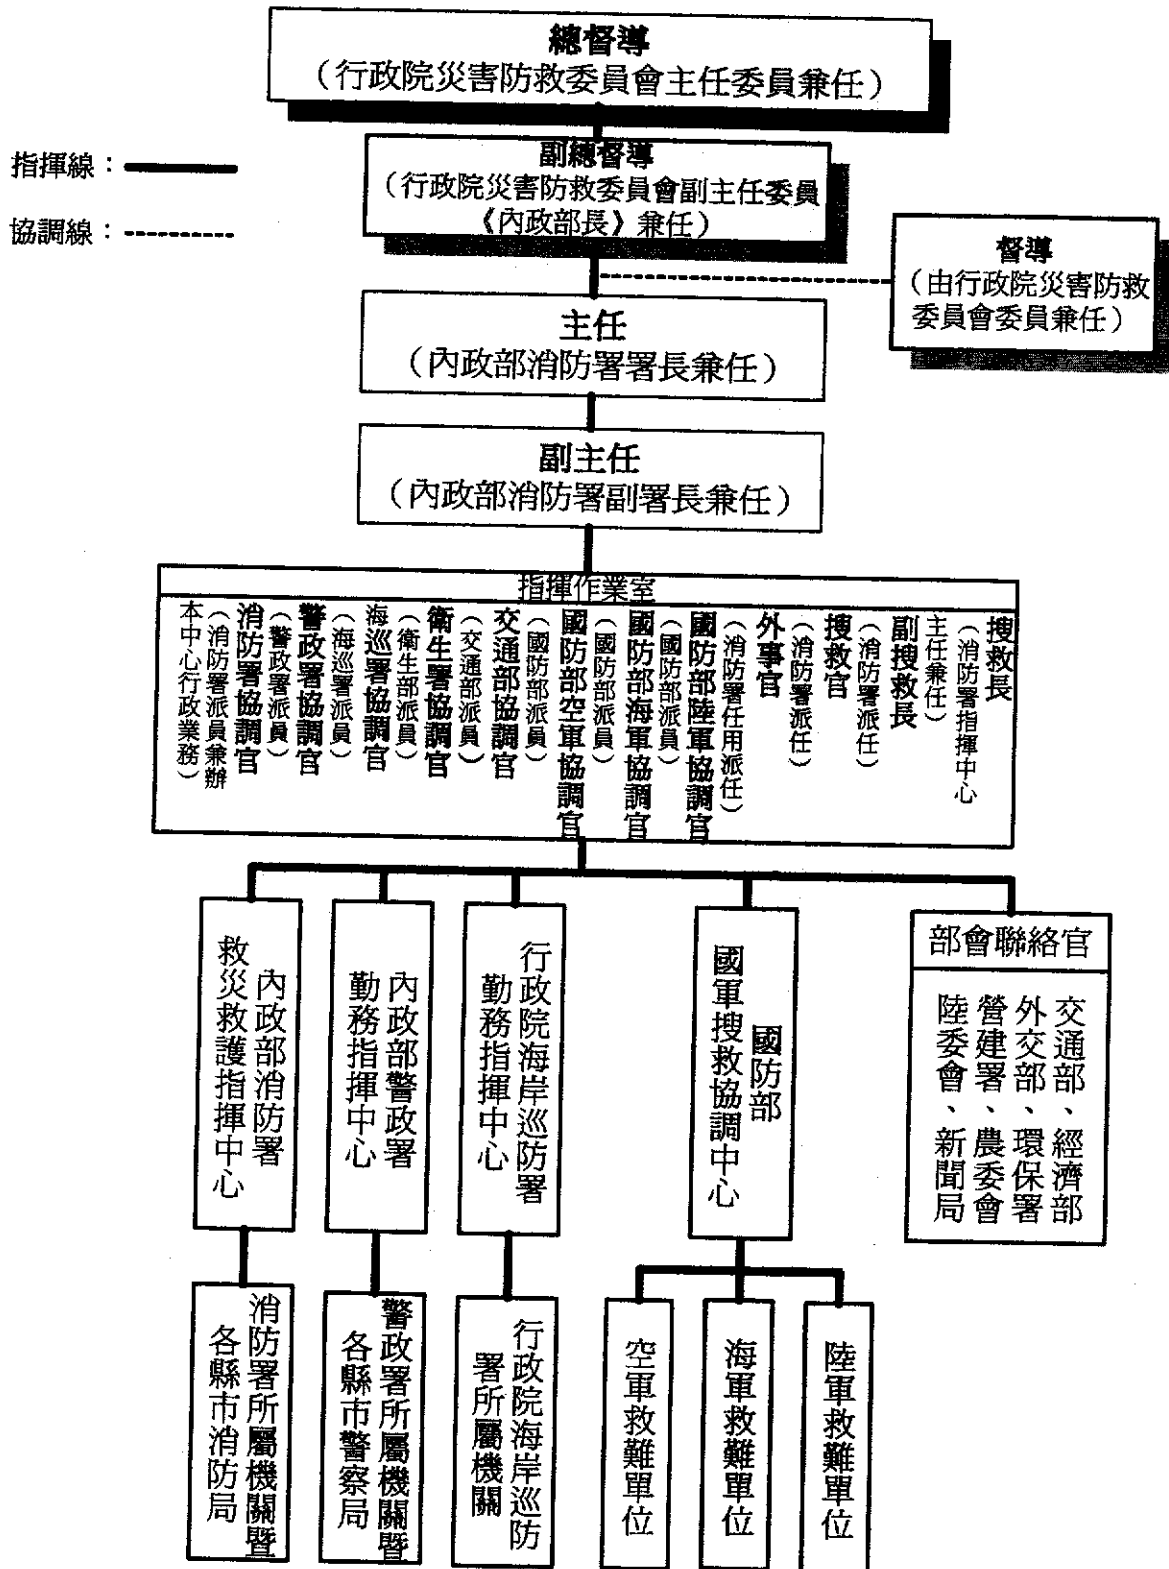 總督導
（行政院災害防救委員會主任委員兼任）
副總督導
（行政院災害防救委員會副主任委員
《內政部長》兼任）
指揮線：
協調線：
督導
（由行政院災害防救
委員會委員兼任）
主任
（內政部消防署署長兼任）
副主任
（內政部消防署副署長兼任）
指揮作業室
搜救長
（消防署指揮中心
主任兼任）
副搜救長
（消防署派任）
搜救官
（消防署派任）
外事官
（消防署任用派任）
國防部陸軍協調官
（國防部派員）
國防部海軍協調官
（國防部派員）
國防部空軍協調官
（國防部派員）
交通部協調官
（交通部派員）
衛生署協調官
（衛生部派員）
海巡署協調官
（海巡署派員）
警政署協調官
（警政署派員）
消防署協調官
（消防署派員兼辦
本中心行政業務）
內政部消防署
救災救護指揮中心
內政部警政署
勤務指揮中心
行政院海岸巡防署
勤務指揮中心
國防部
國軍搜救協調中心
部會聯絡官
交通部、經濟部
外交部、環保署
營建署、農委會
陸委會、新聞局
消防署所屬機關暨
各縣市消防局
警政署所屬機關暨
各縣市警察局
行政院海岸巡防
署所屬機關
空軍救難單位
海軍救難單位
陸軍救難單位